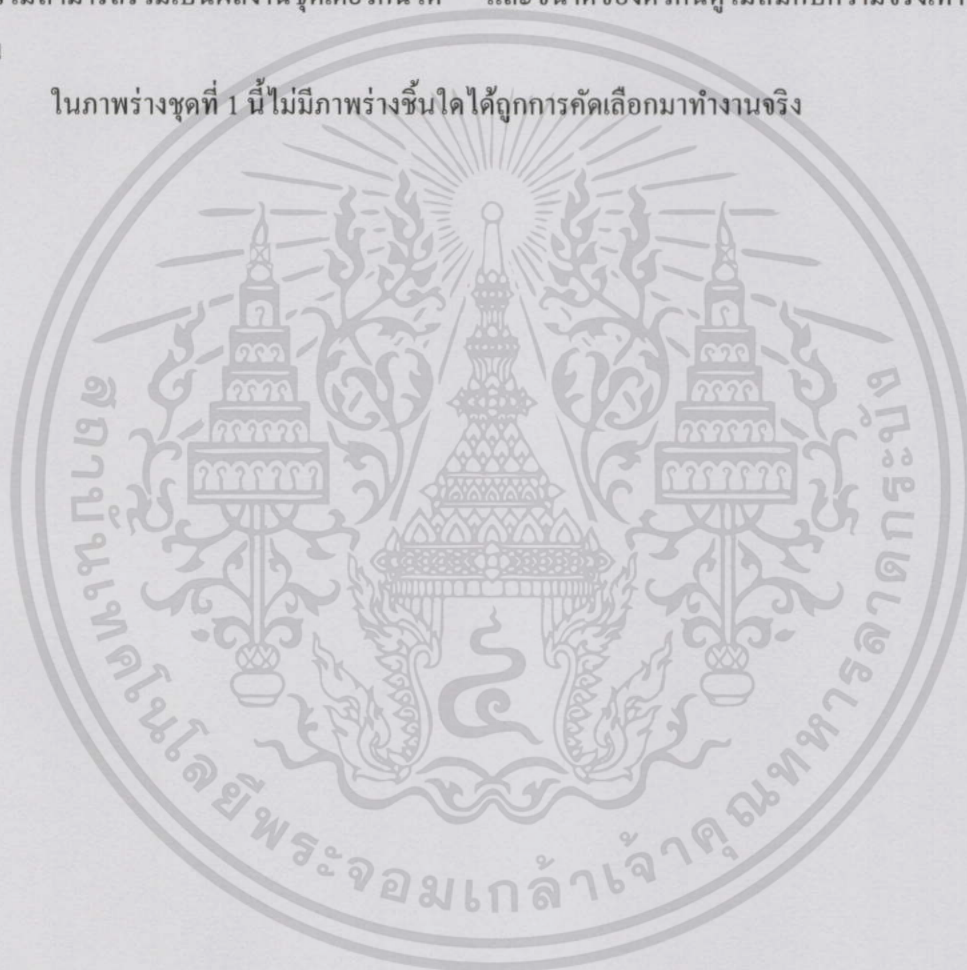 ในภาพร่างชุดที่ 1 นี้ไม่มีภาพร่างชิ้นใดได้ถูกการคัดเลือกมาทำงานจริง
สถาบันเทคโนโลยีพระจอมเกล้าเจ้าคุณทหารลาดกระบัง
๔